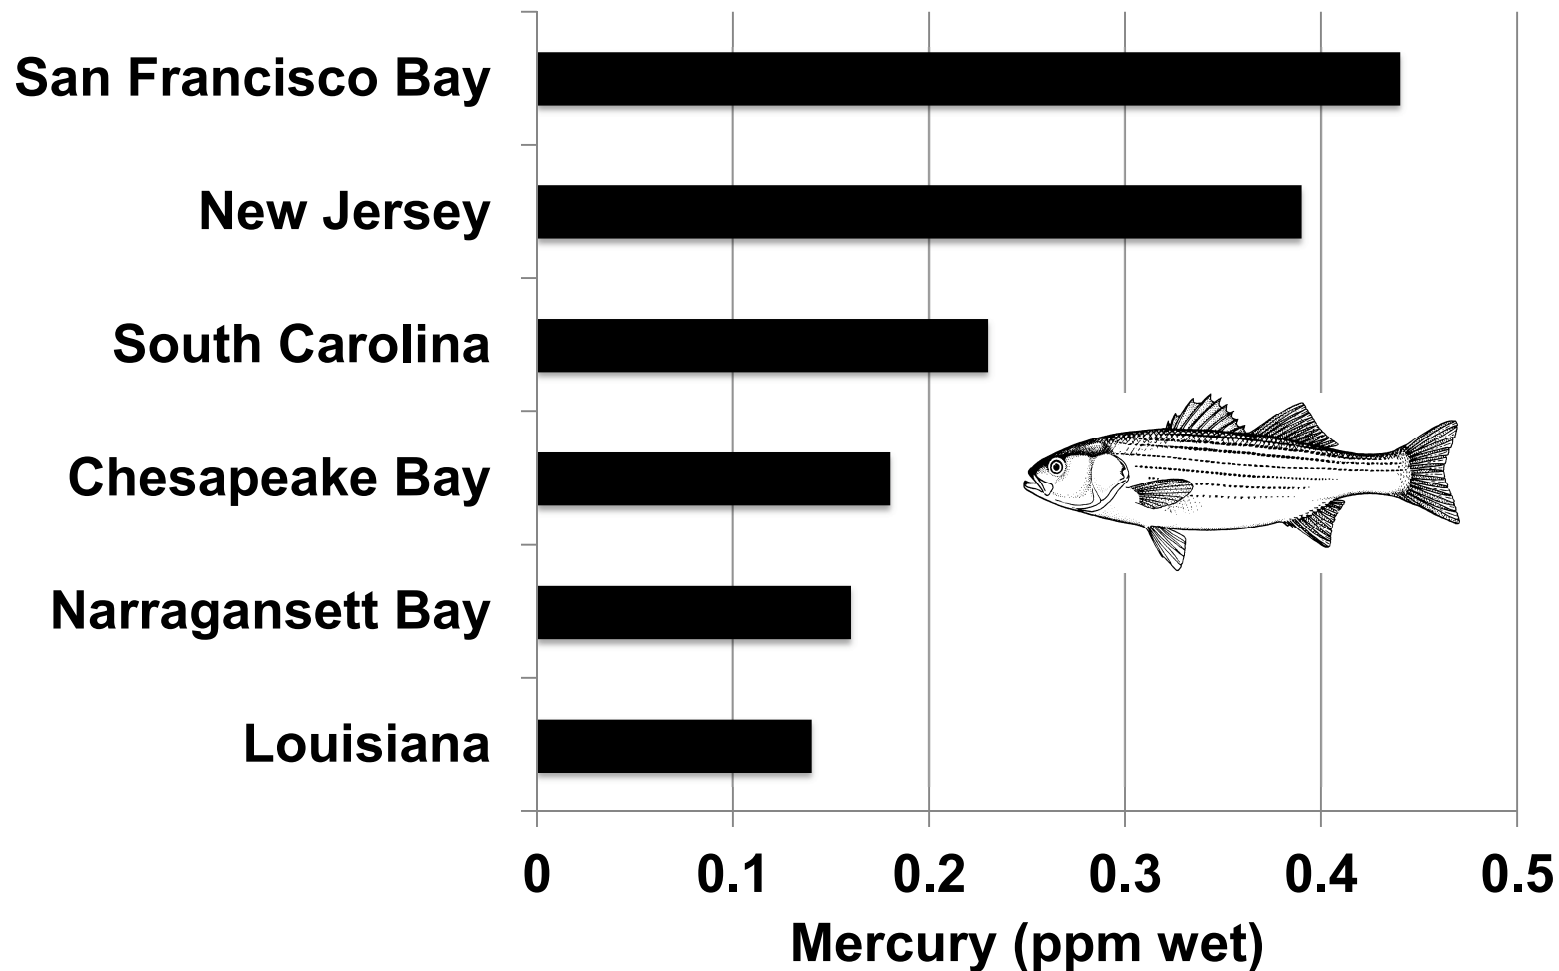 San Francisco Bay
New Jersey
South Carolina
Chesapeake Bay
Narragansett Bay
Louisiana
0 0.1 0.2 0.3 0.4 0.5
Mercury (ppm wet)